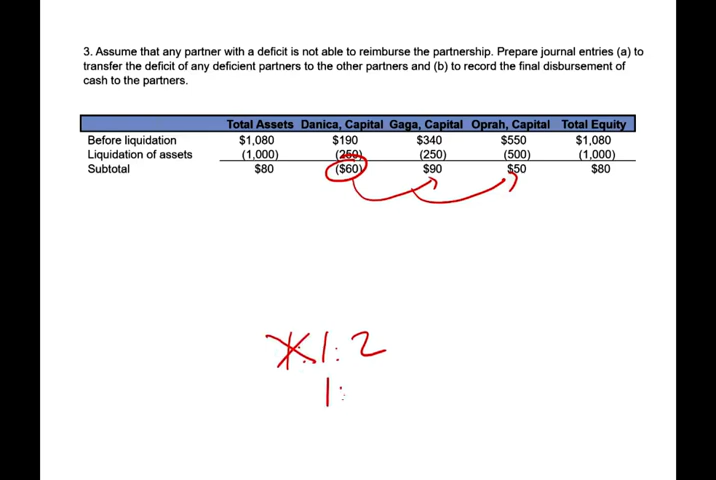 3. Assume that any partner with a deficit is not able to reimburse the partnership. Prepare journal entries (a) to
transfer the deficit of any deficient partners to the other partners and (b) to record the final disbursement of
cash to the partners.
Total Assets Danica, Capital Gaga, Capital Oprah, Capital Total Equity
Before liquidation $1,080 $190 $340 $550 $1,080
Liquidation of assets (1,000) (250) (250) (500) (1,000)
Subtotal $80 ($60) $90 $50 $80
1:2
1: